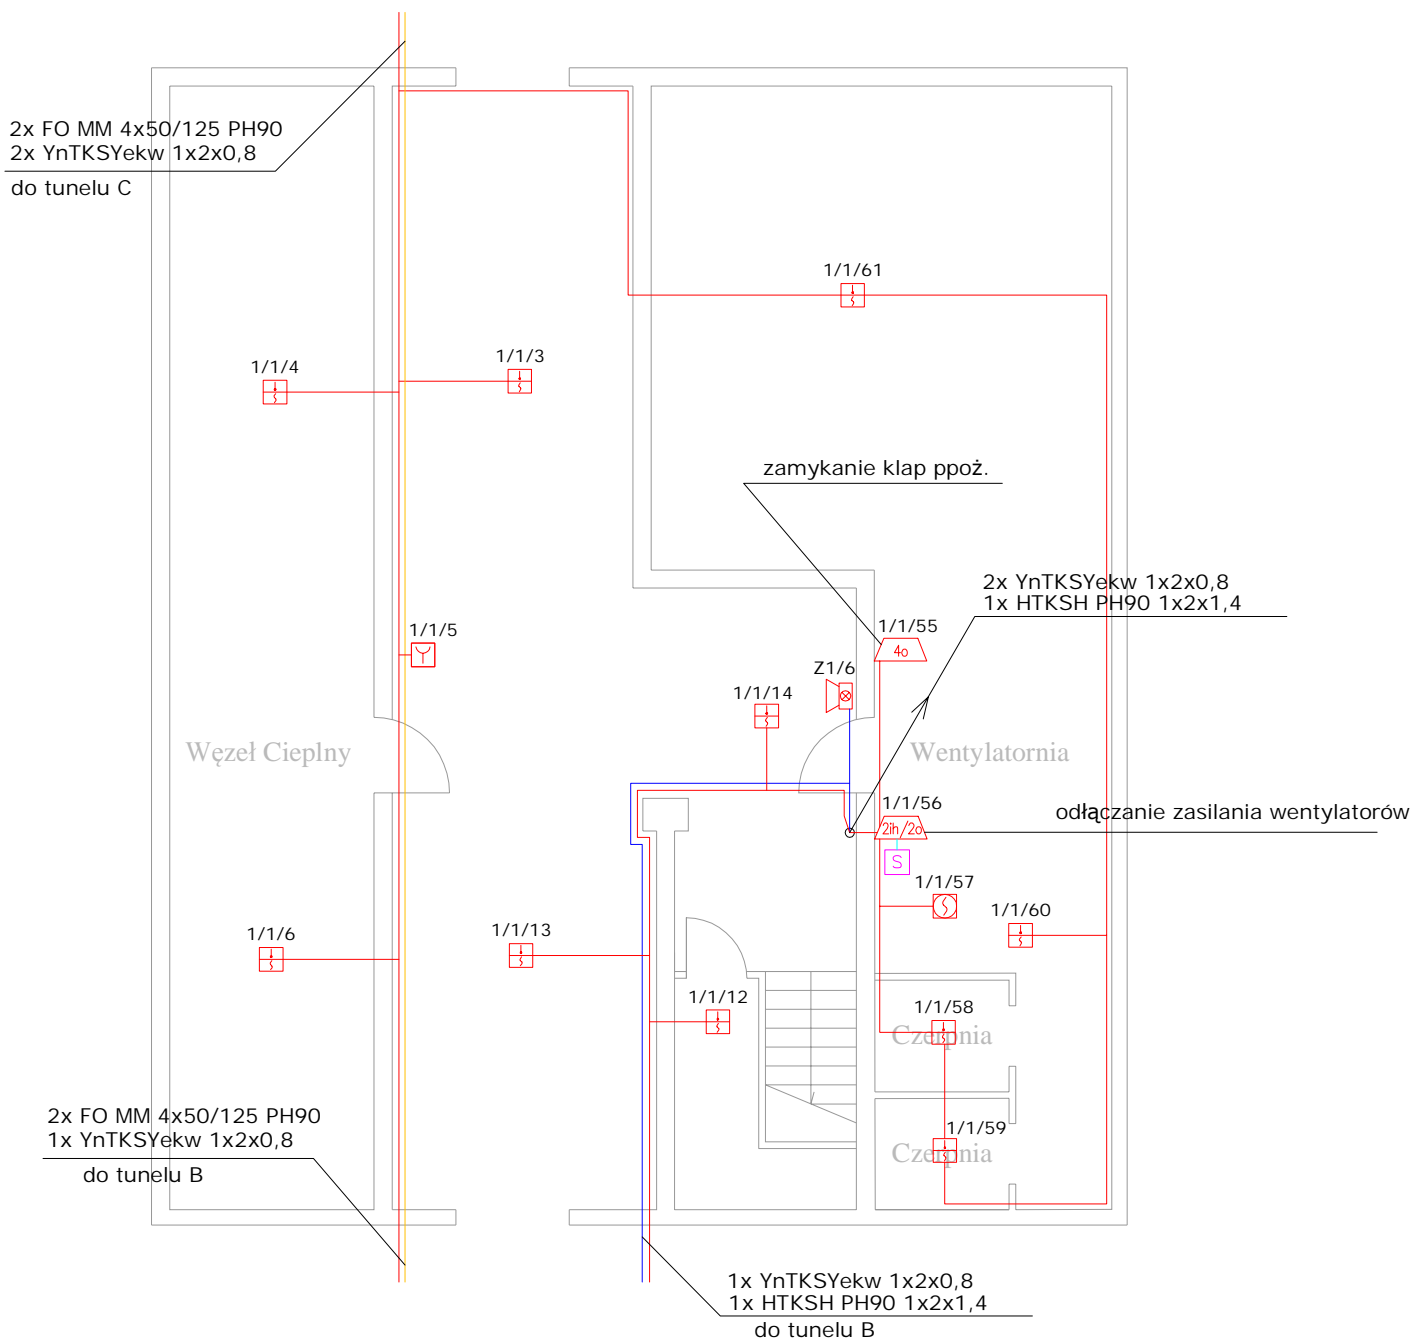 2x FO MM 4x50/125 PH90
2x YnTKSYekw 1x2x0,8
do tunelu C
1/1/61
1/1/4
1/1/3
zamykanie klap ppoż.
2x YnTKSYekw 1x2x0,8
1x HTKSH PH90 1x2x1,4
1/1/5
1/1/55
4o
Z1/6
1/1/14
Węzeł Cieplny
Wentylatornia
1/1/56
2ih/2o
odłączanie zasilania wentylatorów
S
1/1/57
1/1/60
1/1/6
1/1/13
1/1/12
1/1/58
Czerpnia
1/1/59
Czerpnia
2x FO MM 4x50/125 PH90
1x YnTKSYekw 1x2x0,8
do tunelu B
1x YnTKSYekw 1x2x0,8
1x HTKSH PH90 1x2x1,4
do tunelu B